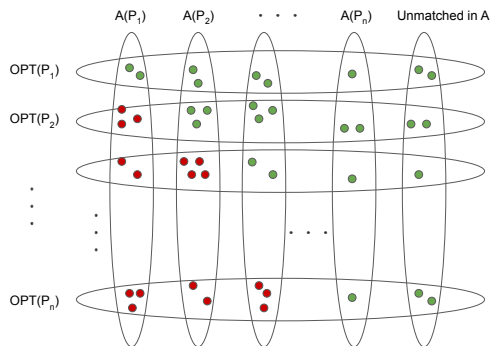 A(P1) A(P2) . . . A(Pn) Unmatched in A
OPT(P1)
OPT(P2)
. . .
OPT(Pn)